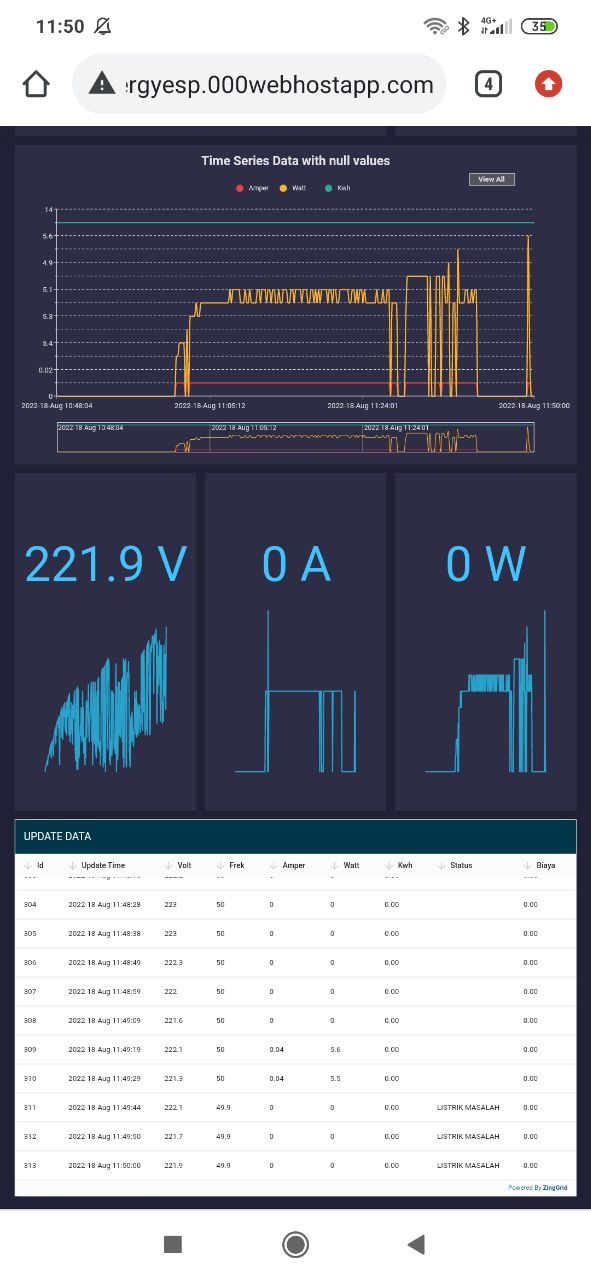 11:50
4G+
35
ergyesp.000webhostapp.com
4
Time Series Data with null values
View All
Amper Watt Kwh
14
5.6
4.9
5.1
5.3
5.4
0.02
0
2022-18-Aug 10:48:04 2022-18-Aug 11:05:12 2022-18-Aug 11:24:01 2022-18-Aug 11:50:00
2022-18-Aug 10:48:04 2022-18-Aug 11:05:12 2022-18-Aug 11:24:01
221.9 V 0 A 0 W
UPDATE DATA
Id Update Time Volt Frek Amper Watt Kwh Status Biaya
304 2022-18-Aug 11:48:28 223 50 0 0 0.00 0.00
305 2022-18-Aug 11:48:38 223 50 0 0 0.00 0.00
306 2022-18-Aug 11:48:49 222.3 50 0 0 0.00 0.00
307 2022-18-Aug 11:48:59 222 50 0 0 0.00 0.00
308 2022-18-Aug 11:49:09 221.6 50 0 0 0.00 0.00
309 2022-18-Aug 11:49:19 222.1 50 0.04 5.6 0.00 0.00
310 2022-18-Aug 11:49:29 221.3 50 0.04 5.5 0.00 0.00
311 2022-18-Aug 11:49:44 222.1 49.9 0 0 0.00 LISTRIK MASALAH 0.00
312 2022-18-Aug 11:49:50 221.7 49.9 0 0 0.00 LISTRIK MASALAH 0.00
313 2022-18-Aug 11:50:00 221.9 49.9 0 0 0.00 LISTRIK MASALAH 0.00
Powered By ZingGrid